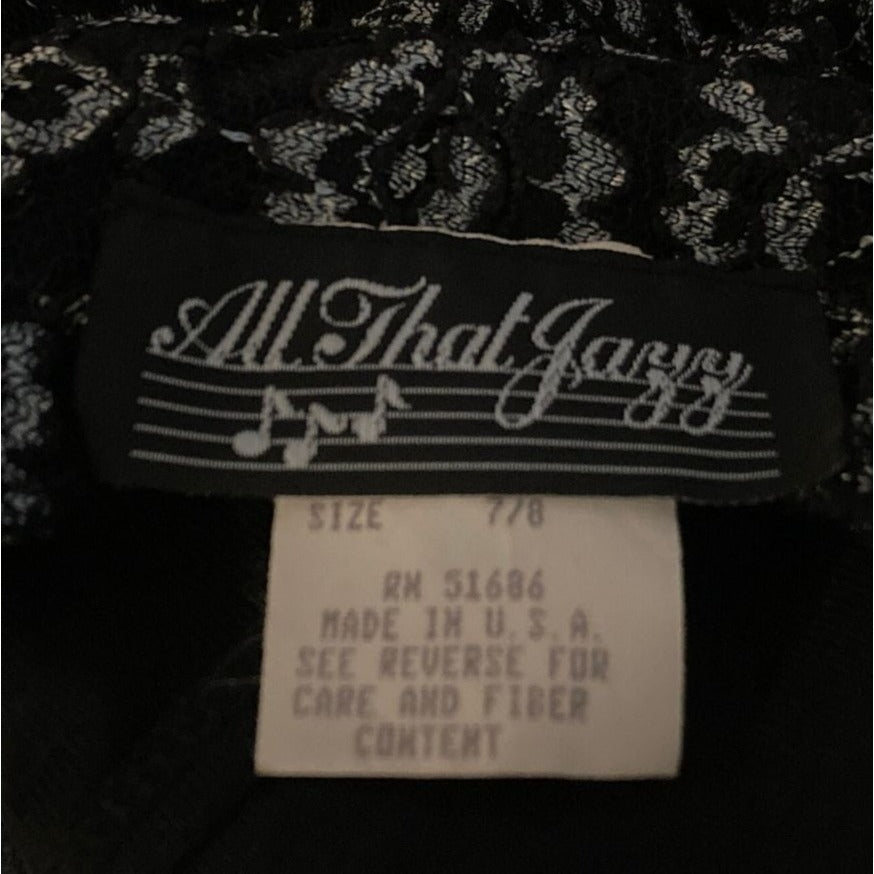 All That Jazz
SIZE 7/8
RN 51686
MADE IN U.S.A.
SEE REVERSE FOR
CARE AND FIBER
CONTENT